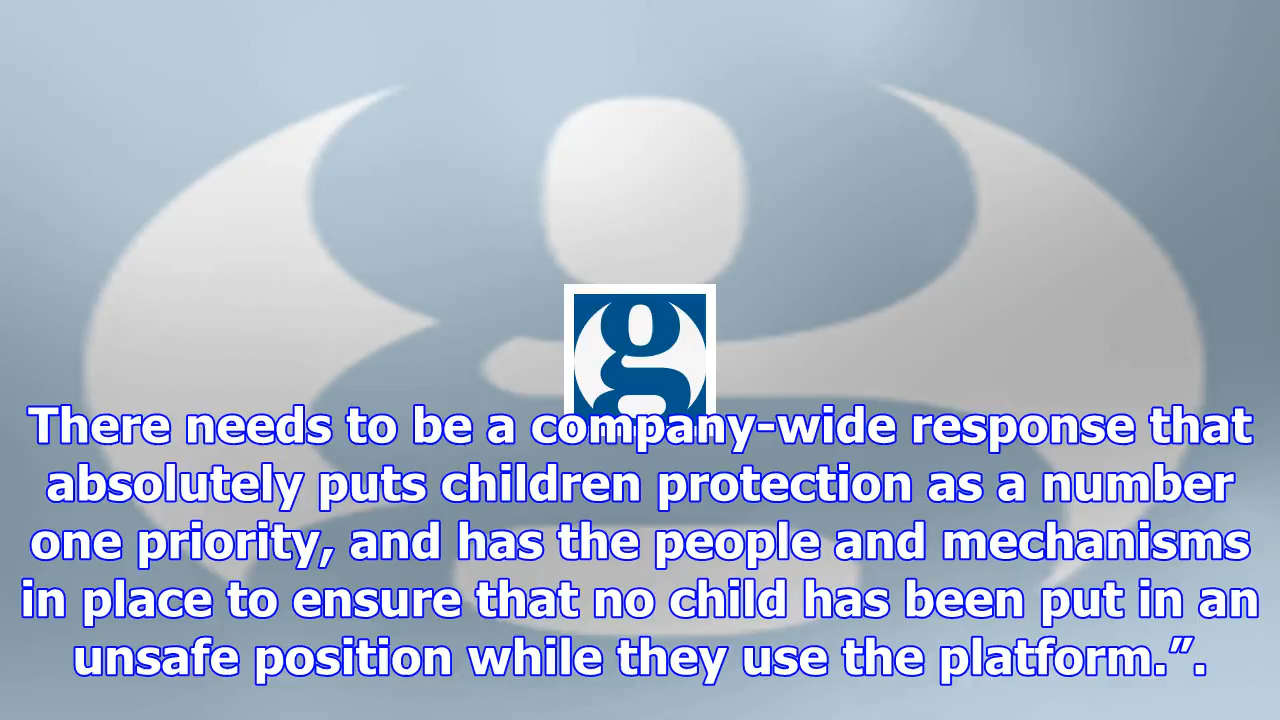 g
There needs to be a company-wide response that
absolutely puts children protection as a number
one priority, and has the people and mechanisms
in place to ensure that no child has been put in an
unsafe position while they use the platform.”.